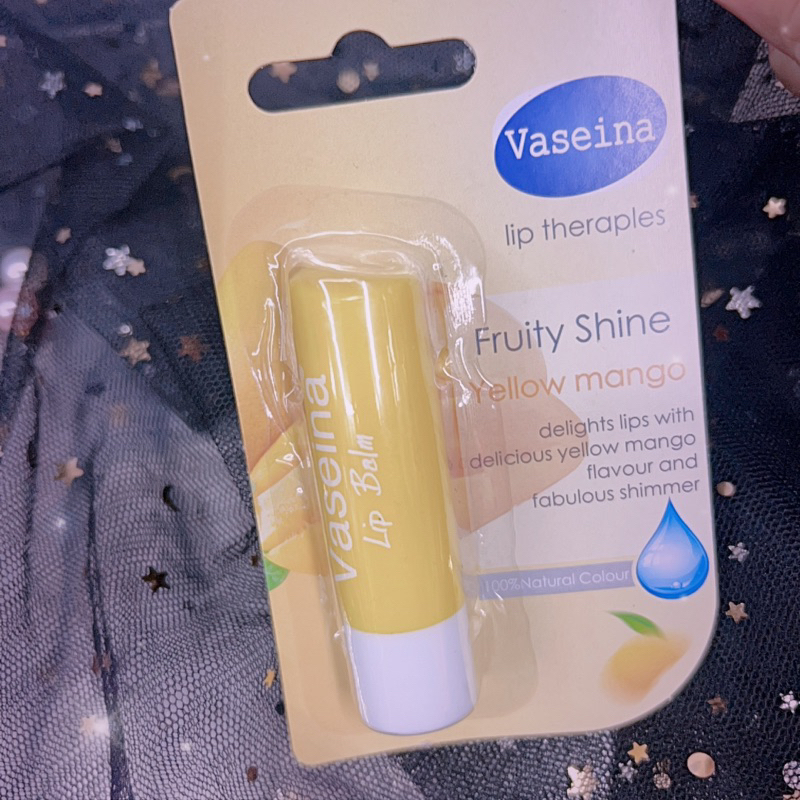 Vaseina
lip theraples
Fruity Shine
Yellow mango
delights lips with
delicious yellow mango
flavour and
fabulous shimmer
100%Natural Colour
Vaseina
Lip Balm